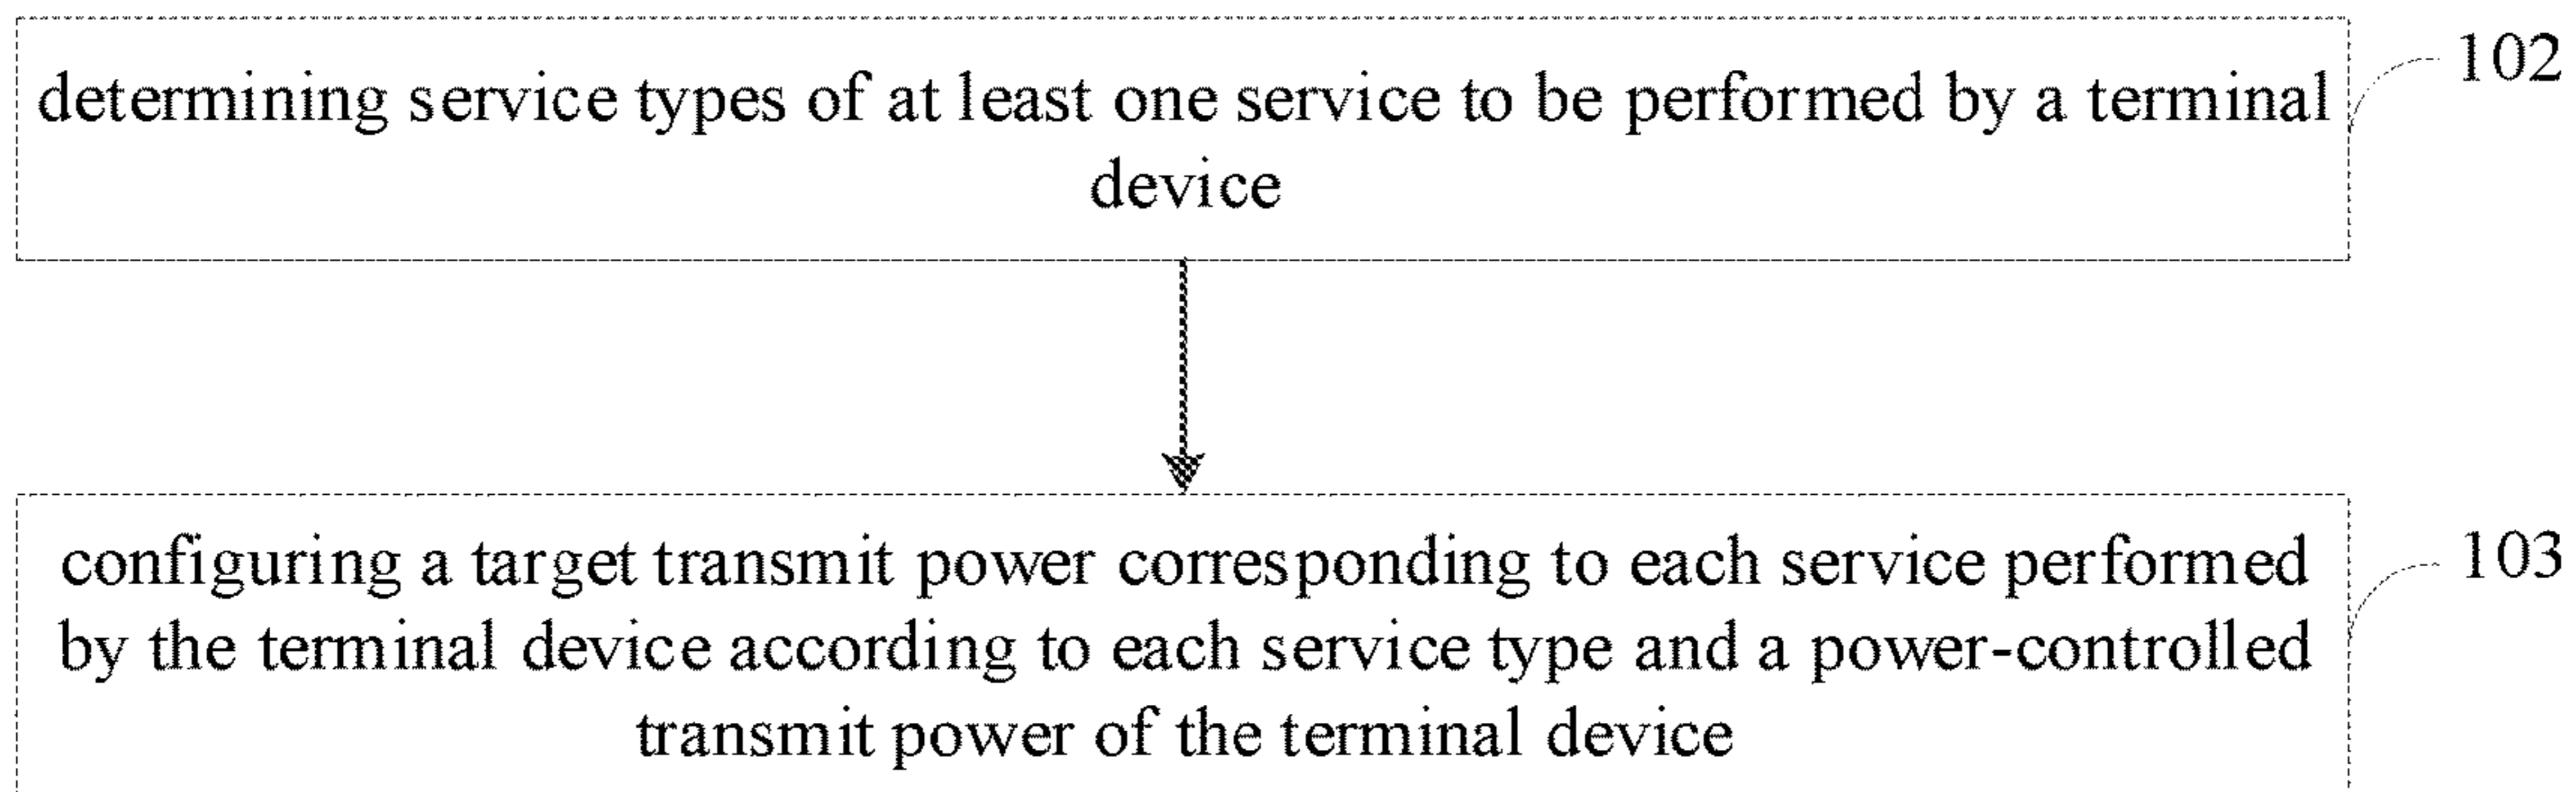 determining service types of at least one service to be performed by a terminal
device
102
configuring a target transmit power corresponding to each service performed
by the terminal device according to each service type and a power-controlled
transmit power of the terminal device
103